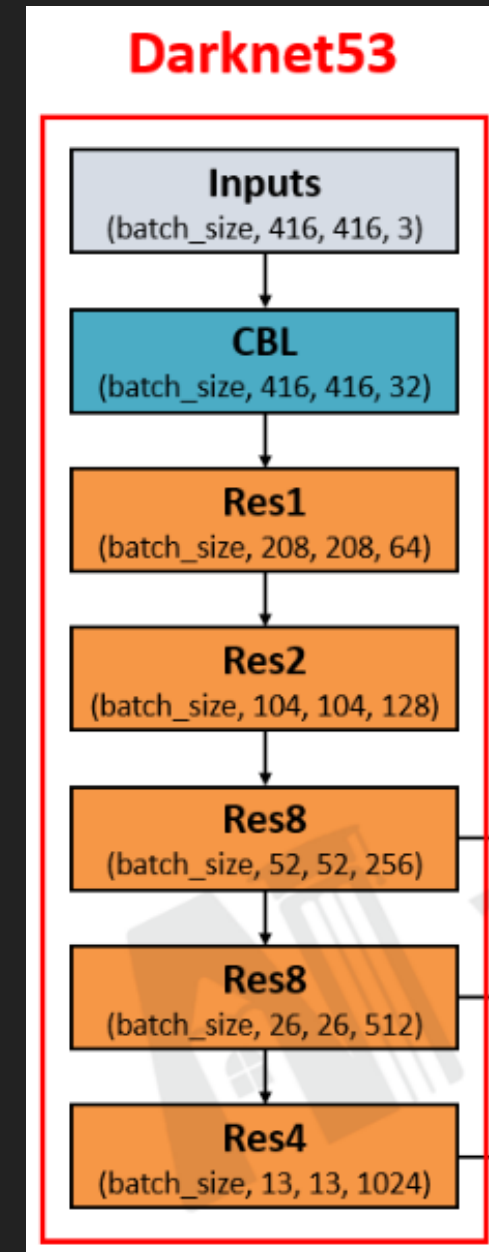 Darknet53
Inputs
(batch_size, 416, 416, 3)
CBL
(batch_size, 416, 416, 32)
Res1
(batch_size, 208, 208, 64)
Res2
(batch_size, 104, 104, 128)
Res8
(batch_size, 52, 52, 256)
Res8
(batch_size, 26, 26, 512)
Res4
(batch_size, 13, 13, 1024)